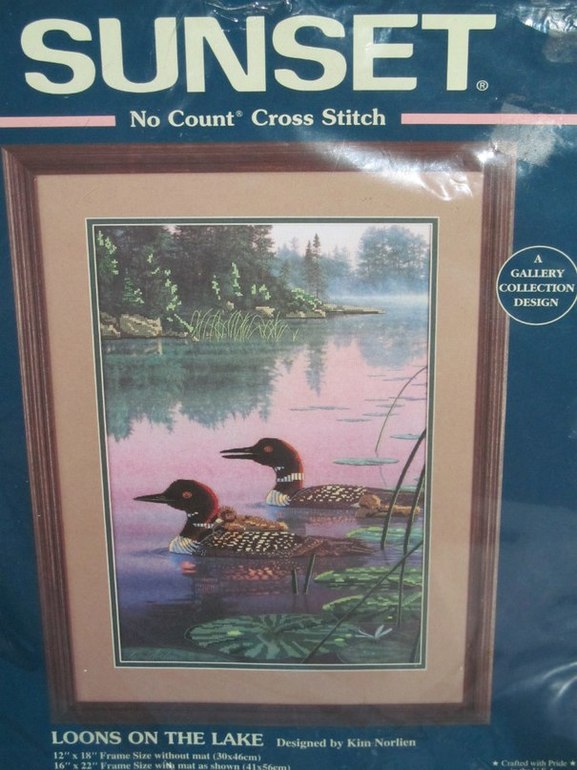 SUNSET®
No Count® Cross Stitch
A
GALLERY
COLLECTION
DESIGN
LOONS ON THE LAKE Designed by Kim Norlien
12" x 18" Frame Size without mat (30x46cm)
16" x 22" Frame Size with mat as shown (41x56cm)
★ Crafted with Pride ★